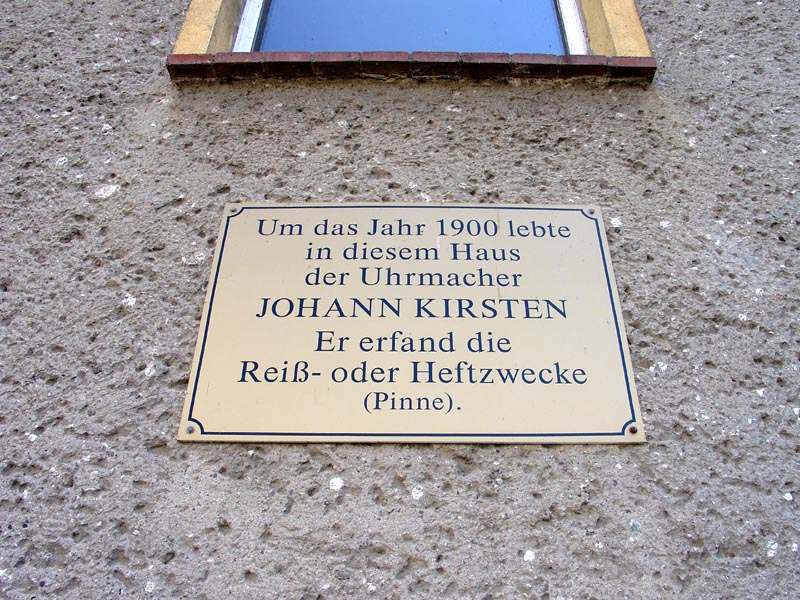 Um das Jahr 1900 lebte
in diesem Haus
der Uhrmacher
JOHANN KIRSTEN
Er erfand die
Reiß- oder Heftzwecke
(Pinne).